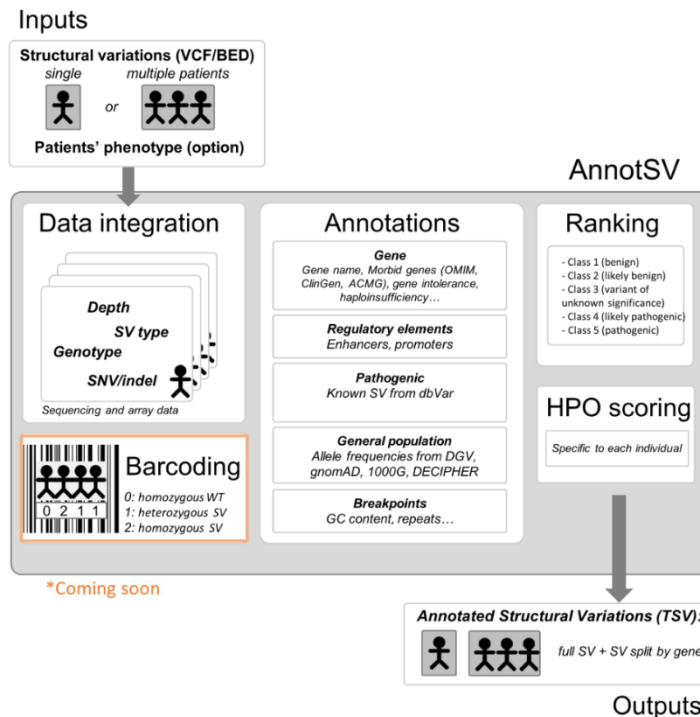 Inputs
Structural variations (VCF/BED)
single
multiple patients
or
Patients' phenotype (option)
AnnotSV
Data integration
Depth
SV type
Genotype
SNV/indel
Sequencing and array data
Barcoding
0 2 1 1
0: homozygous WT
1: heterozygous SV
2: homozygous SV
Annotations
Gene
Gene name, Morbid genes (OMIM,
ClinGen, ACMG), gene intolerance,
haploinsufficiency…
Regulatory elements
Enhancers, promoters
Pathogenic
Known SV from dbVar
General population
Allele frequencies from DGV,
gnomAD, 1000G, DECIPHER
Breakpoints
GC content, repeats…
Ranking
- Class 1 (benign)
- Class 2 (likely benign)
- Class 3 (variant of
unknown significance)
- Class 4 (likely pathogenic)
- Class 5 (pathogenic)
HPO scoring
Specific to each individual
*Coming soon
Annotated Structural Variations (TSV):
full SV + SV split by gene
Outputs